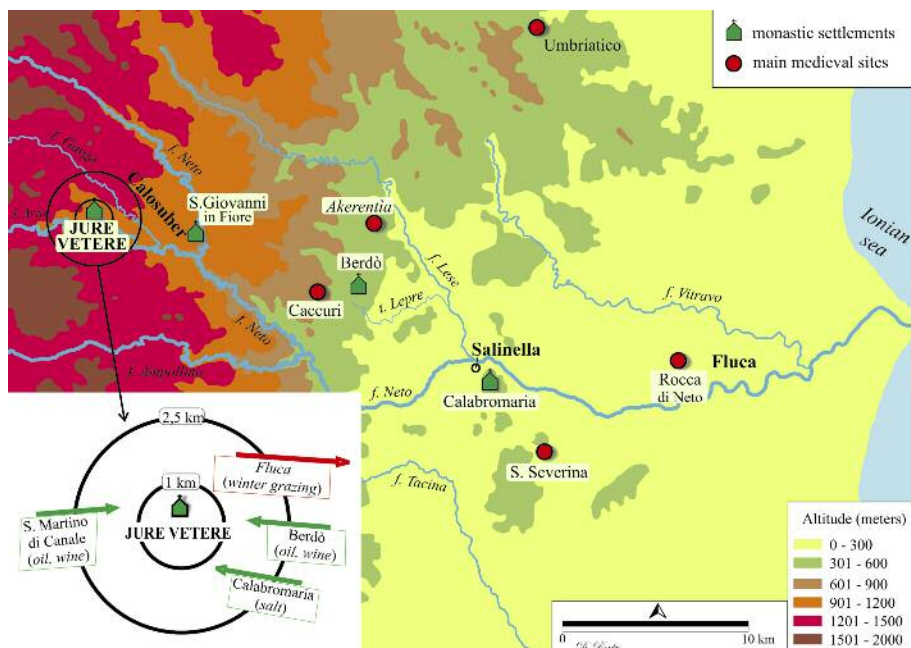 Umbriatico
monastic settlements
main medieval sites
f. Neto
Calosuber
S.Giovanni
in Fiore
JURE
VETERE
Akerentia
Berdò
Caccuri
f. Lese
t. Lepre
f. Neto
Ionian
sea
f. Vitravo
Salinella
Fluca
Rocca
di Neto
f. Neto
Calabromaria
S. Severina
f. Tacina
2,5 km
Fluca
(winter grazing)
1 km
JURE VETERE
S. Martino
di Canale
(oil, wine)
Berdò
(oil, wine)
Calabromaria
(salt)
Altitude (meters)
0 - 300
301 - 600
601 - 900
901 - 1200
1201 - 1500
1501 - 2000
0
10 km